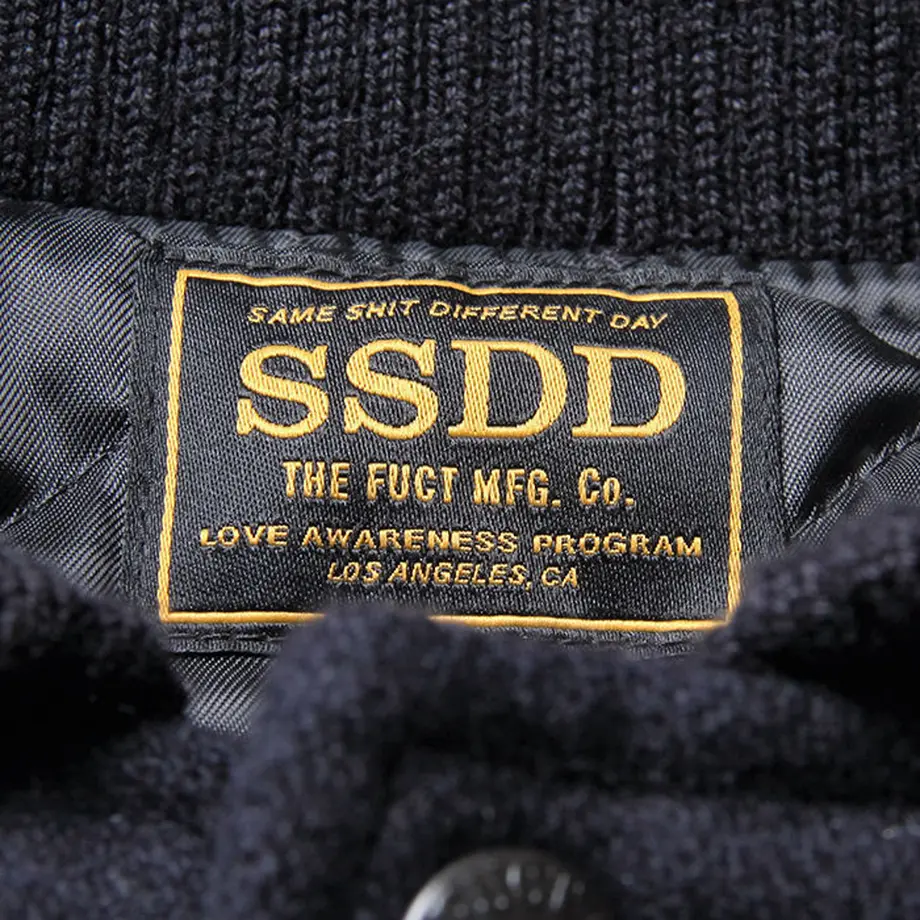 SAME SHIT DIFFERENT DAY
SSDD
THE FUCT MFG. Co.
LOVE AWARENESS PROGRAM
LOS ANGELES, CA